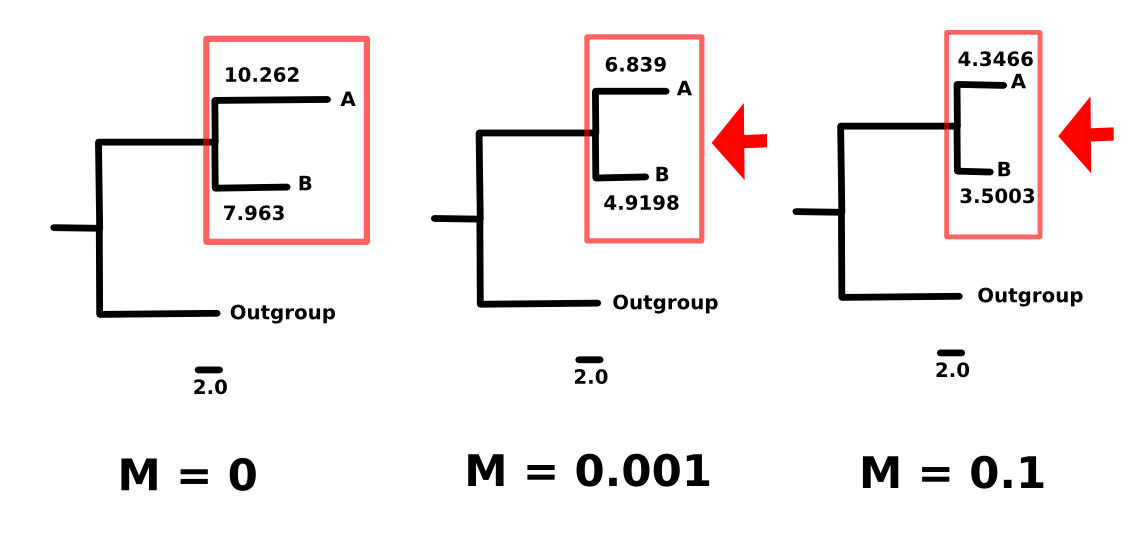 10.262
A
B
7.963
Outgroup
2.0
M = 0
6.839
A
B
4.9198
Outgroup
2.0
M = 0.001
4.3466
A
B
3.5003
Outgroup
2.0
M = 0.1